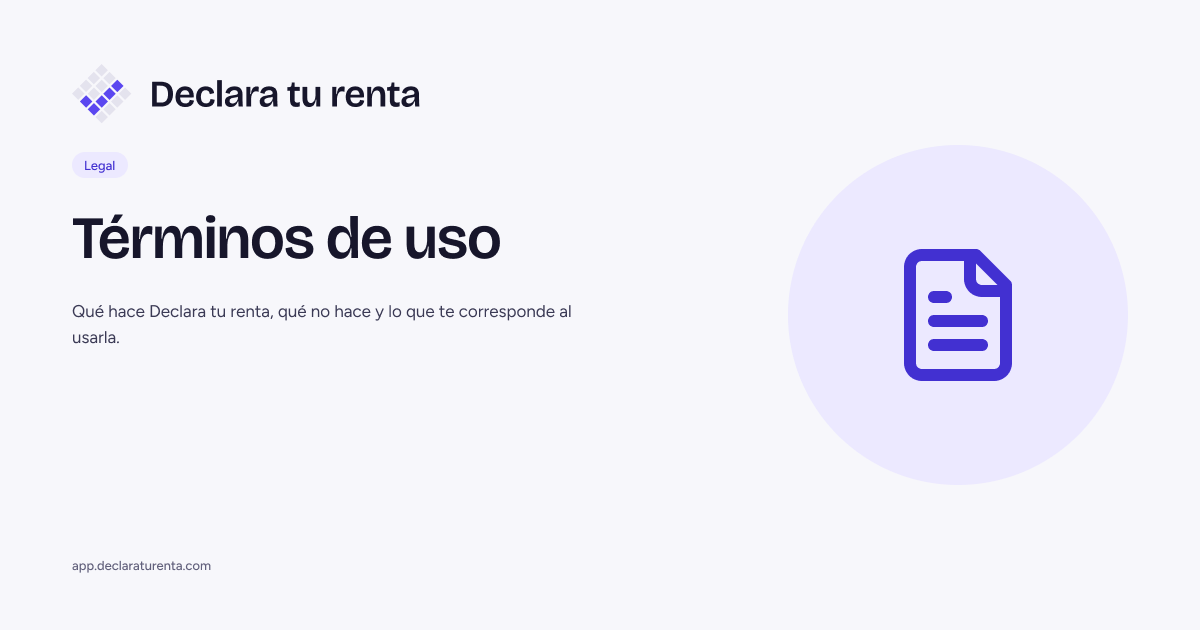 Declara tu renta
Legal
Términos de uso
Qué hace Declara tu renta, qué no hace y lo que te corresponde al
usarla.
app.declaraturenta.com